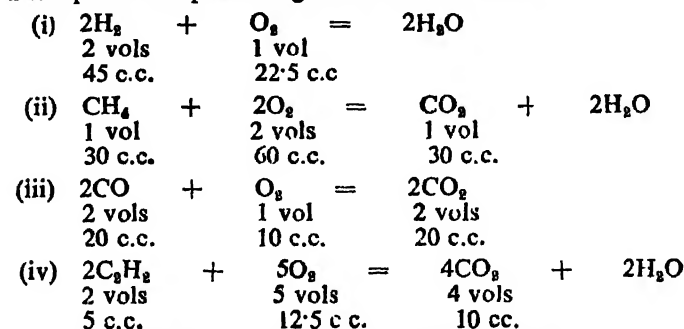 (i) 2H₂ + O₂ = 2H₂O
2 vols 1 vol
45 c.c. 22·5 c.c
(ii) CH₄ + 2O₂ = CO₂ + 2H₂O
1 vol 2 vols 1 vol
30 c.c. 60 c.c. 30 c.c.
(iii) 2CO + O₂ = 2CO₂
2 vols 1 vol 2 vols
20 c.c. 10 c.c. 20 c.c.
(iv) 2C₂H₂ + 5O₂ = 4CO₂ + 2H₂O
2 vols 5 vols 4 vols
5 c.c. 12·5 c c. 10 cc.